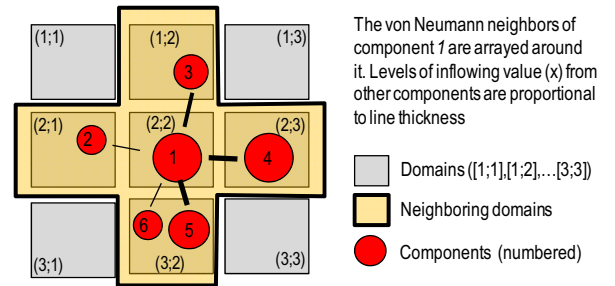 (1;1)
(1;2)
(1;3)
3
(2;1)
(2;2)
(2;3)
2
1
4
6
5
(3;1)
(3;2)
(3;3)
The von Neumann neighbors of
component 1 are arrayed around
it. Levels of inflowing value (x) from
other components are proportional
to line thickness
Domains ([1;1],[1;2],...[3;3])
Neighboring domains
Components (numbered)